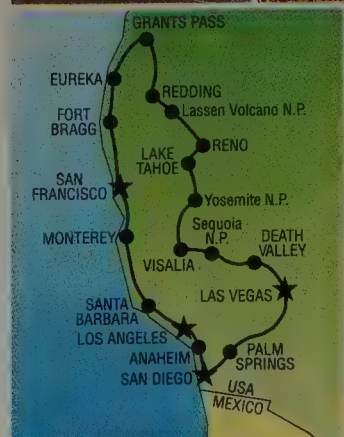 GRANTS PASS
EUREKA
REDDING
Lassen Volcano N.P.
FORT
BRAGG
RENO
LAKE
TAHOE
SAN
FRANCISCO
Yosemite N.P.
Sequoia
N.P.
MONTEREY
DEATH
VALLEY
VISALIA
LAS VEGAS
SANTA
BARBARA
LOS ANGELES
ANAHEIM
PALM
SPRINGS
SAN DIEGO
USA
MEXICO